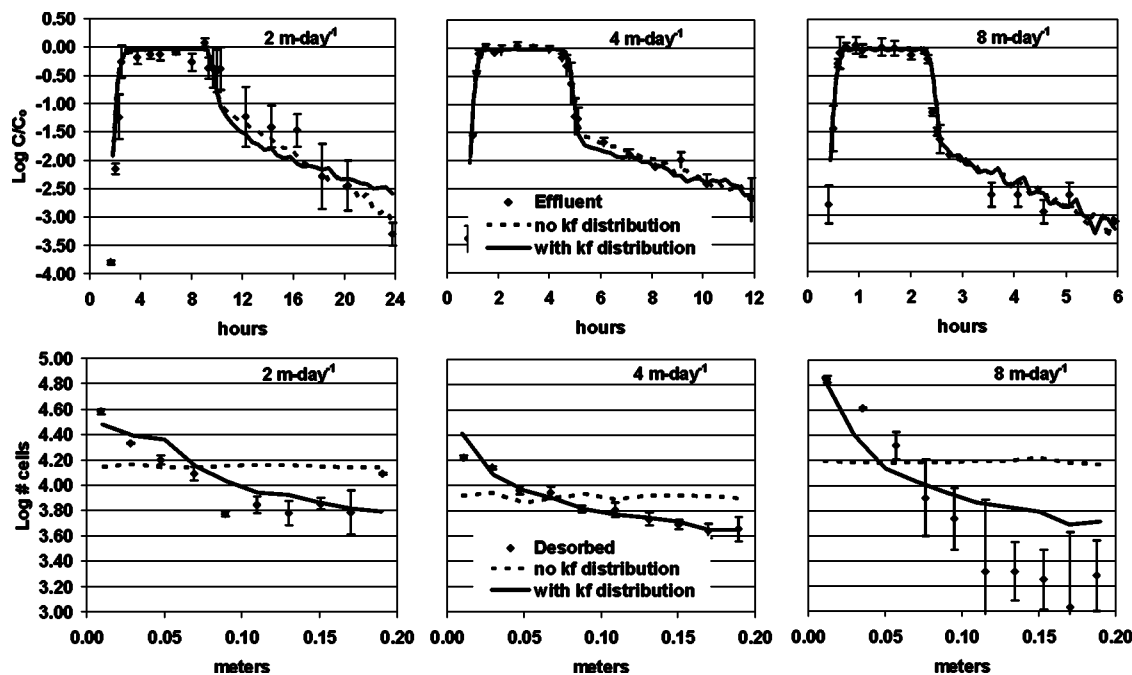 0.50
0.00
-0.50
-1.00
-1.50
-2.00
-2.50
-3.00
-3.50
-4.00
Log C/Co
2 m-day-1
0 4 8 12 16 20 24
hours
4 m-day-1
Effluent
no kf distribution
with kf distribution
0 2 4 6 8 10 12
hours
8 m-day-1
0 1 2 3 4 5 6
hours
5.00
4.80
4.60
4.40
4.20
4.00
3.80
3.60
3.40
3.20
3.00
Log # cells
2 m-day-1
0.00 0.05 0.10 0.15 0.20
meters
4 m-day-1
Desorbed
no kf distribution
with kf distribution
0.00 0.05 0.10 0.15 0.20
meters
8 m-day-1
0.00 0.05 0.10 0.15 0.20
meters